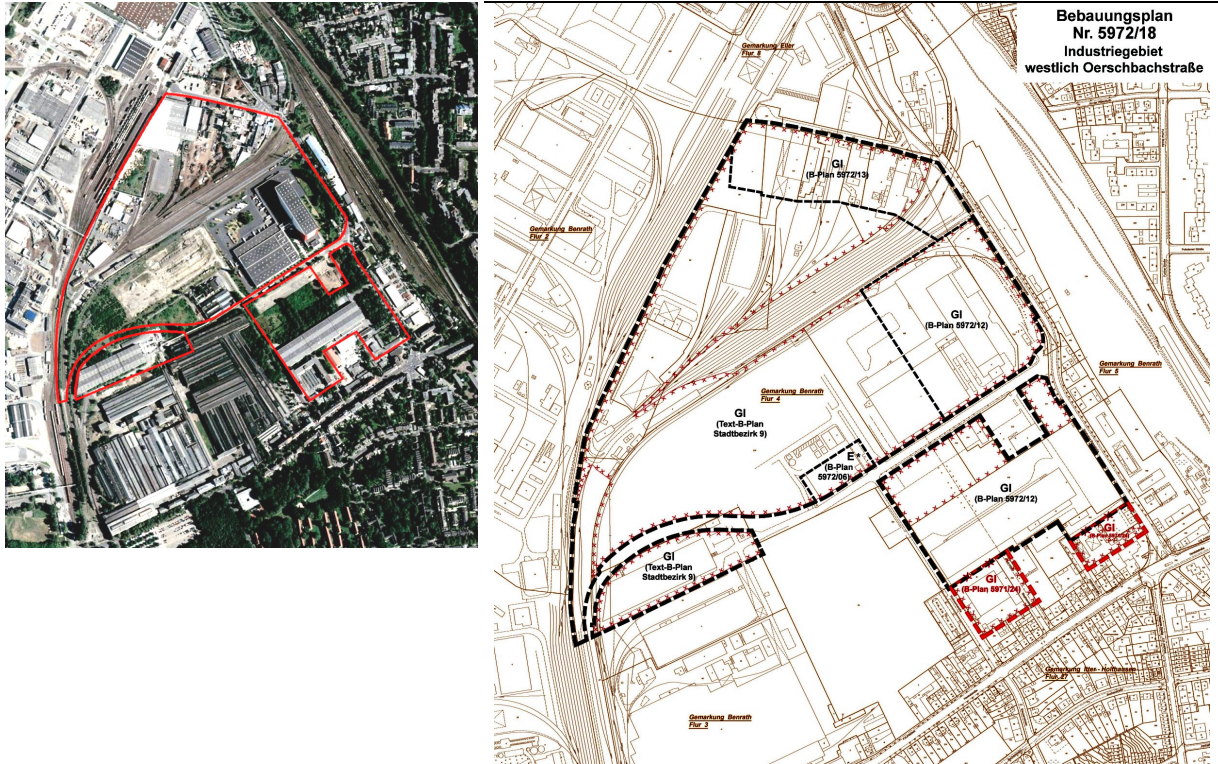 Bebauungsplan
Nr. 5972/18
Industriegebiet
westlich Oerschbachstraße
Gemarkung Eller
Flur 8
GI
(B-Plan 5972/13)
Gemarkung Benrath
Flur 2
GI
(B-Plan 5972/12)
Gemarkung Benrath
Flur 5
Gemarkung Benrath
Flur 4
GI
(Text-B-Plan
Stadtbezirk 9)
E*
(B-Plan
5972/06)
GI
(B-Plan 5972/12)
GI
GI
(Text-B-Plan
Stadtbezirk 9)
GI
(B-Plan 5971/24)
Gemarkung Itter - Holthausen
Flur 27
Gemarkung Benrath
Flur 3